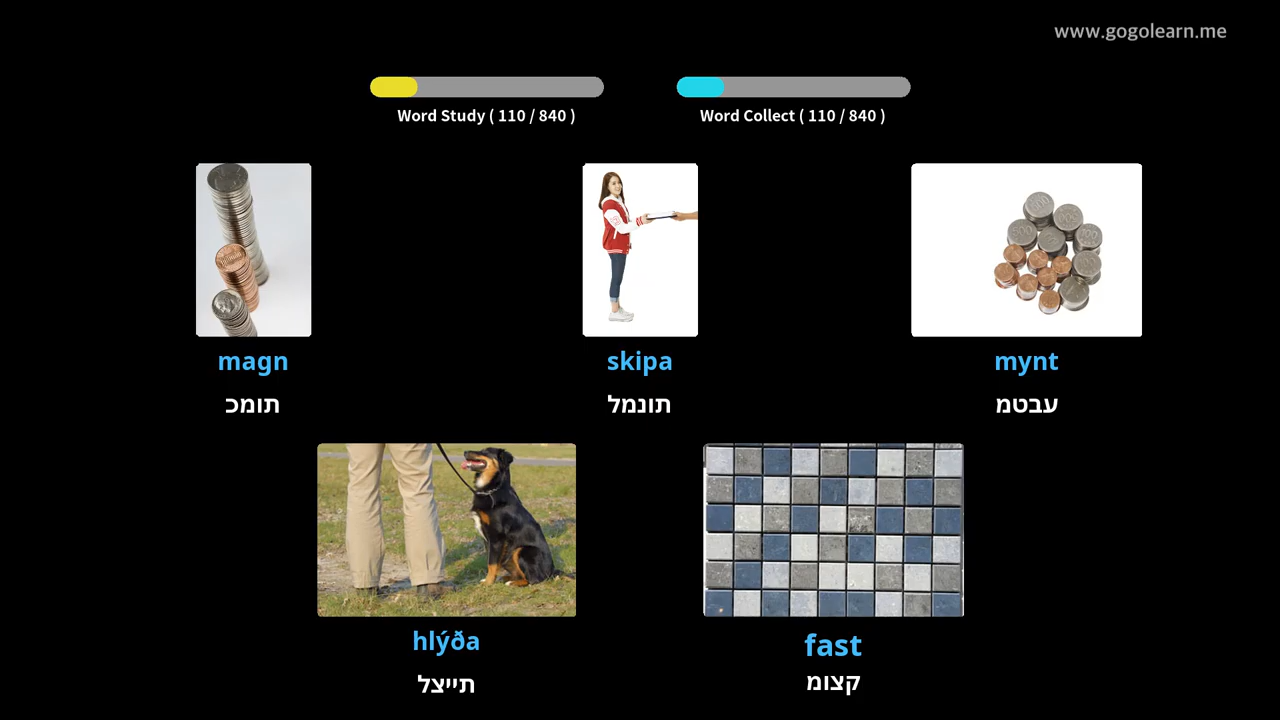 www.gogolearn.me
Word Study ( 110 / 840 )
Word Collect ( 110 / 840 )
magn
תומכ
skipa
תונמל
mynt
עבטמ
hlýða
תייצל
fast
קצומ